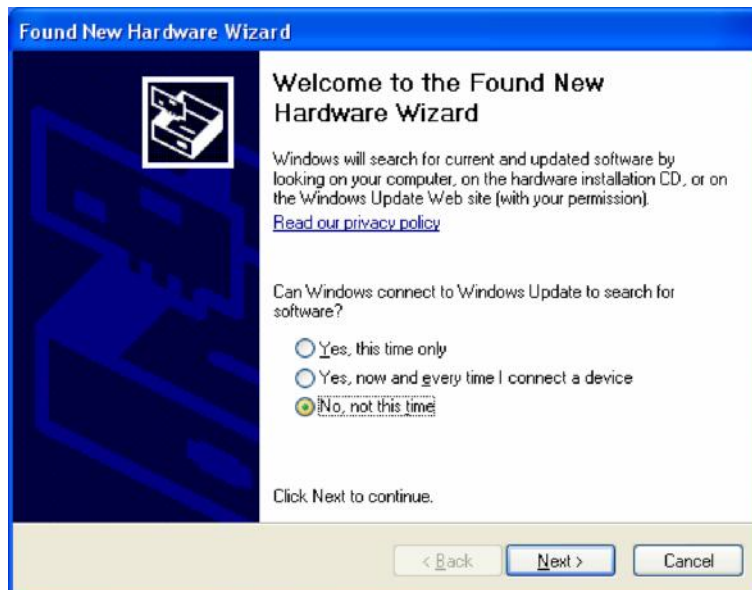 Found New Hardware Wizard
Welcome to the Found New
Hardware Wizard
Windows will search for current and updated software by
looking on your computer, on the hardware installation CD, or on
the Windows Update Web site (with your permission).
Read our privacy policy
Can Windows connect to Windows Update to search for
software?
Yes, this time only
Yes, now and every time I connect a device
No, not this time
Click Next to continue.
< Back
Next >
Cancel